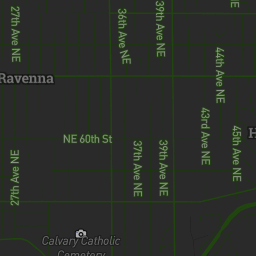 27th Ave NE
36th Ave NE
39th Ave NE
44th Ave NE
Ravenna
43rd Ave NE
NE 60th St
37th Ave NE
39th Ave NE
45th Ave NE
H
27th Ave NE
Calvary Catholic
Cemetery